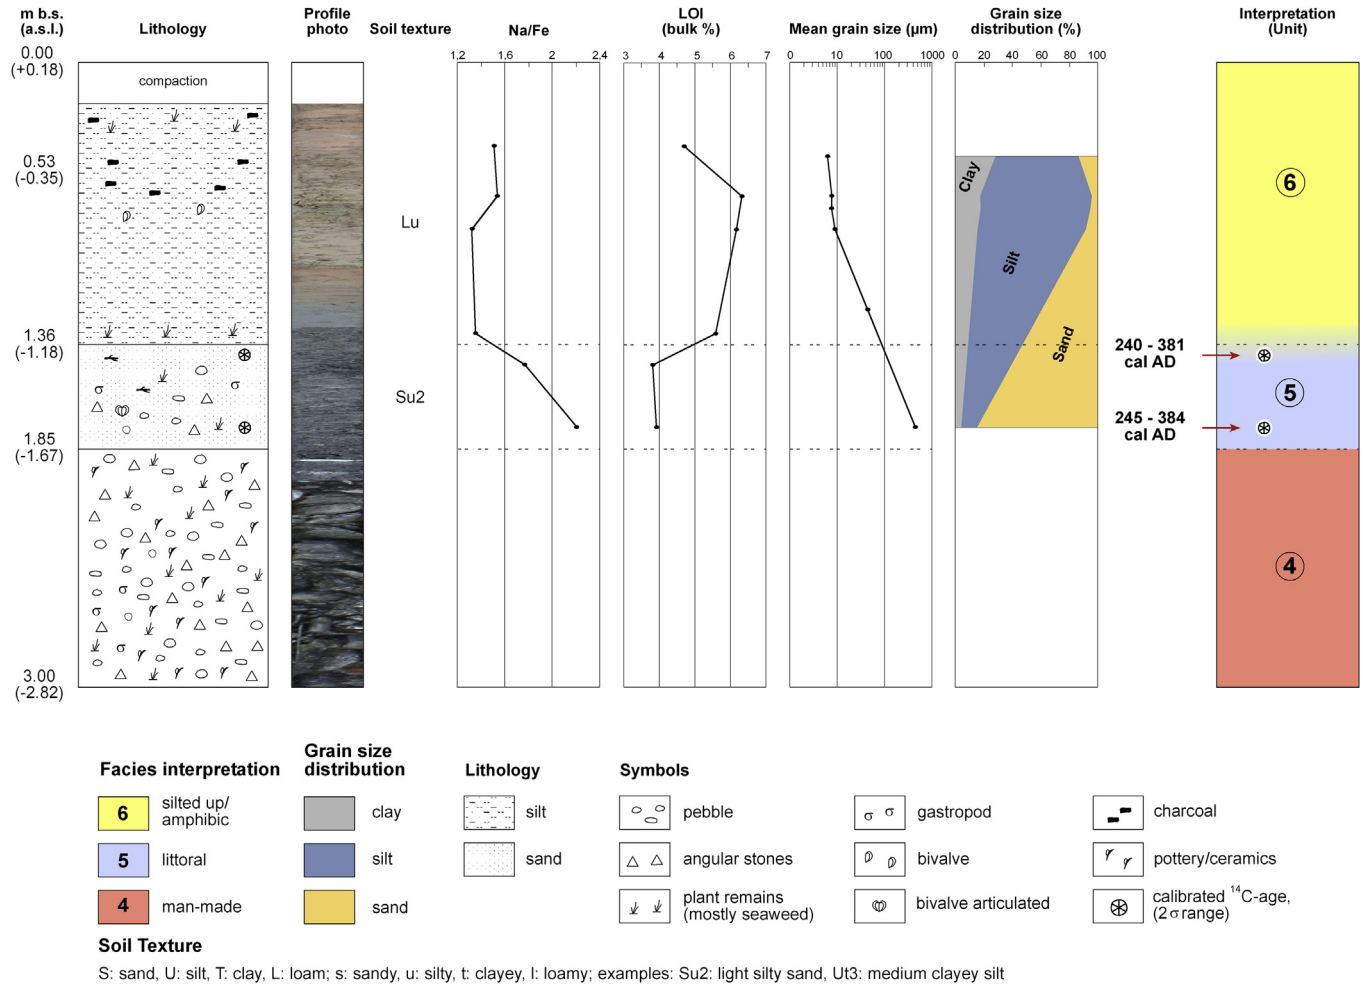 m b.s.
(a.s.l.)
Lithology
Profile
photo
Soil texture
Na/Fe
LOI
(bulk %)
Mean grain size (µm)
Grain size
distribution (%)
Interpretation
(Unit)
0.00
(+0.18)
1,2 1,6 2 2,4
3 4 5 6 7
0 10 100 1000
0 20 40 60 80 100
compaction
0.53
(-0.35)
Clay
6
Lu
Silt
1.36
(-1.18)
Sand
240 - 381
cal AD
Su2
5
245 - 384
cal AD
1.85
(-1.67)
4
3.00
(-2.82)
Facies interpretation
6 silted up/
amphibic
5 littoral
4 man-made
Grain size
distribution
clay
silt
sand
Lithology
silt
sand
Symbols
pebble
angular stones
plant remains
(mostly seaweed)
gastropod
bivalve
bivalve articulated
charcoal
pottery/ceramics
calibrated ¹⁴C-age,
(2σrange)
Soil Texture
S: sand, U: silt, T: clay, L: loam; s: sandy, u: silty, t: clayey, l: loamy; examples: Su2: light silty sand, Ut3: medium clayey silt